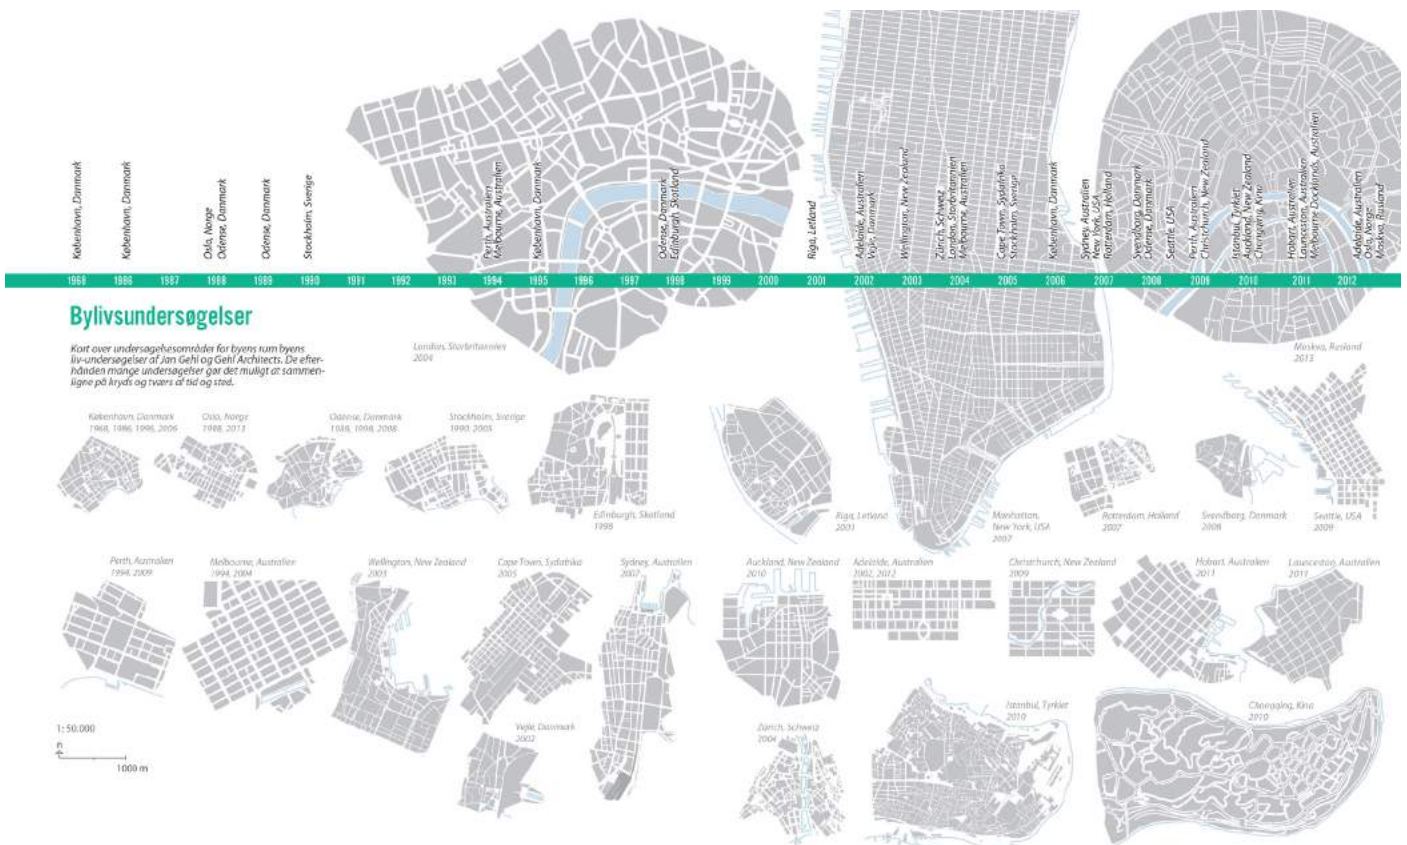 København, Danmark
København, Danmark
Oslo, Norge
Odense, Danmark
Odense, Danmark
Stockholm, Sverige
Perth, Australien
Melbourne, Australien
København, Danmark
Odense, Danmark
Edinburgh, Skotland
Riga, Letland
Adelaide, Australien
Vejle, Danmark
Wellington, New Zealand
Zürich, Schweiz
London, Storbritannien
Melbourne, Australien
Cape Town, Sydafrika
Stockholm, Sverige
København, Danmark
Sydney, Australien
New York, USA
Rotterdam, Holland
Svendborg, Danmark
Odense, Danmark
Seattle, USA
Perth, Australien
Christchurch, New Zealand
Istanbul, Tyrkiet
Auckland, New Zealand
Chongqing, Kina
Hobart, Australien
Launceston, Australien
Melbourne Docklands, Australien
Adelaide, Australien
Oslo, Norge
Moskva, Rusland
1968 1986 1987 1988 1989 1990 1991 1992 1993 1994 1995 1996 1997 1998 1999 2000 2001 2002 2003 2004 2005 2006 2007 2008 2009 2010 2011 2012
Bylivsundersøgelser
Kort over undersøgelsesområder for byens rum byens
liv-undersøgelser af Jan Gehl og Gehl Architects. De efter-
hånden mange undersøgelser gør det muligt at sammen-
ligne på kryds og tværs af tid og sted.
London, Storbritannien
2004
Moskva, Rusland
2013
København, Danmark
1968, 1986, 1996, 2006
Oslo, Norge
1988, 2013
Odense, Danmark
1988, 1998, 2008
Stockholm, Sverige
1990, 2005
Edinburgh, Skotland
1998
Riga, Letland
2001
Manhattan,
New York, USA
2007
Rotterdam, Holland
2007
Svendborg, Danmark
2008
Seattle, USA
2009
Perth, Australien
1994, 2009
Melbourne, Australien
1994, 2004
Wellington, New Zealand
2003
Cape Town, Sydafrika
2005
Sydney, Australien
2007
Auckland, New Zealand
2010
Adelaide, Australien
2002, 2012
Christchurch, New Zealand
2009
Hobart, Australien
2011
Launceston, Australien
2011
Vejle, Danmark
2002
Zürich, Schweiz
2004
Istanbul, Tyrkiet
2010
Chongqing, Kina
2010
1:50.000
n
1000 m